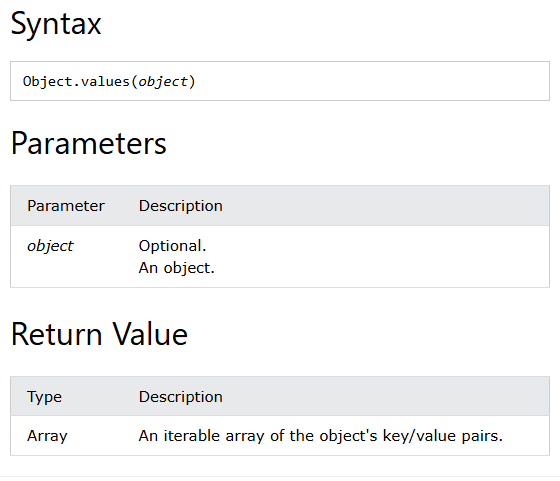 Syntax
Object.values(object)
Parameters
Parameter Description
object Optional.
An object.
Return Value
Type Description
Array An iterable array of the object's key/value pairs.